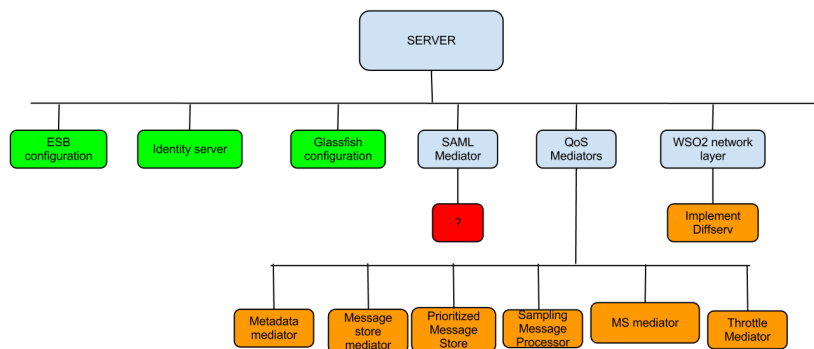 SERVER
ESB
configuration
Identity server
Glassfish
configuration
SAML
Mediator
QoS
Mediators
WSO2 network
layer
?
Implement
Diffserv
Metadata
mediator
Message
store
mediator
Prioritized
Message
Store
Sampling
Message
Processor
MS mediator
Throttle
Mediator